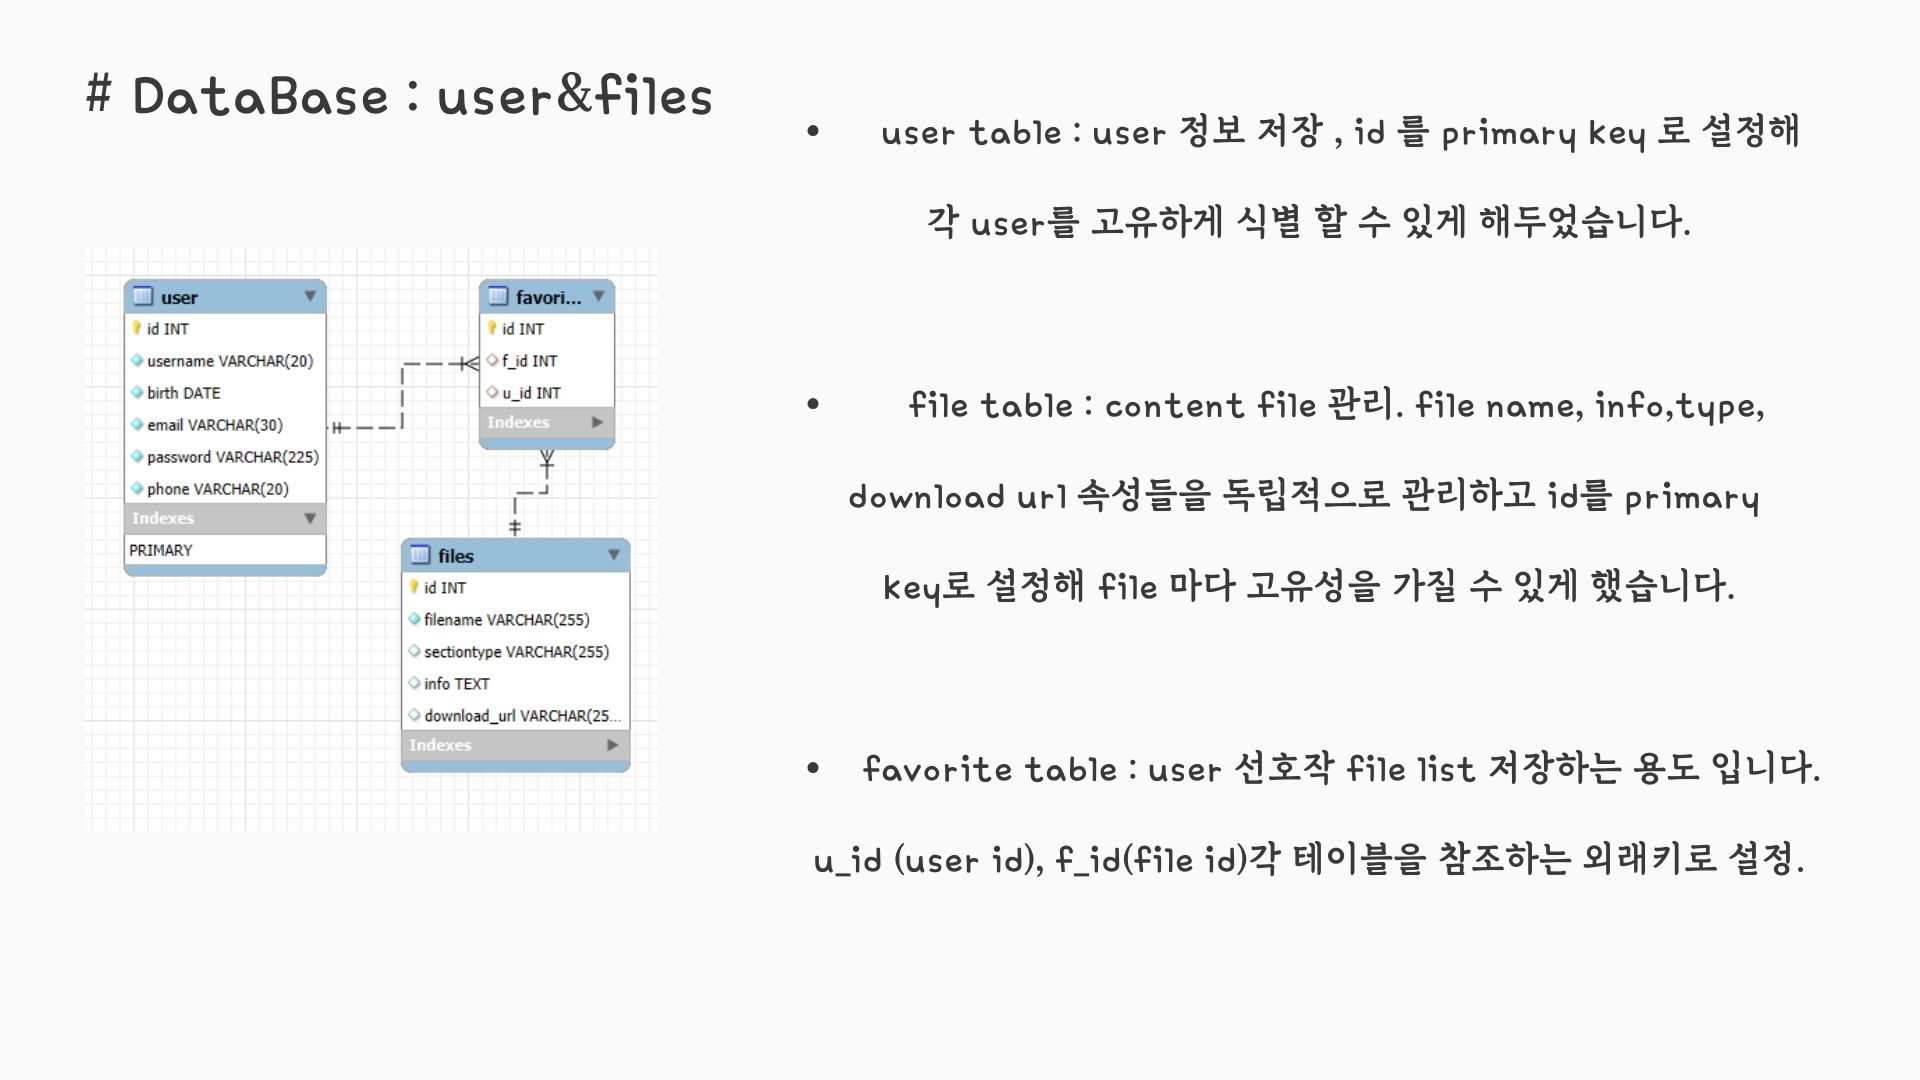 # DataBase : user&files
user
id INT
username VARCHAR(20)
birth DATE
email VARCHAR(30)
password VARCHAR(225)
phone VARCHAR(20)
Indexes
PRIMARY
favori...
id INT
f_id INT
u_id INT
Indexes
files
id INT
filename VARCHAR(255)
sectiontype VARCHAR(255)
info TEXT
download_url VARCHAR(25...
Indexes
• user table : user 정보 저장 , id 를 primary key 로 설정해
각 user를 고유하게 식별 할 수 있게 해두었습니다.
• file table : content file 관리. file name, info,type,
download url 속성들을 독립적으로 관리하고 id를 primary
key로 설정해 file 마다 고유성을 가질 수 있게 했습니다.
• favorite table : user 선호작 file list 저장하는 용도 입니다.
u_id (user id), f_id(file id)각 테이블을 참조하는 외래키로 설정.